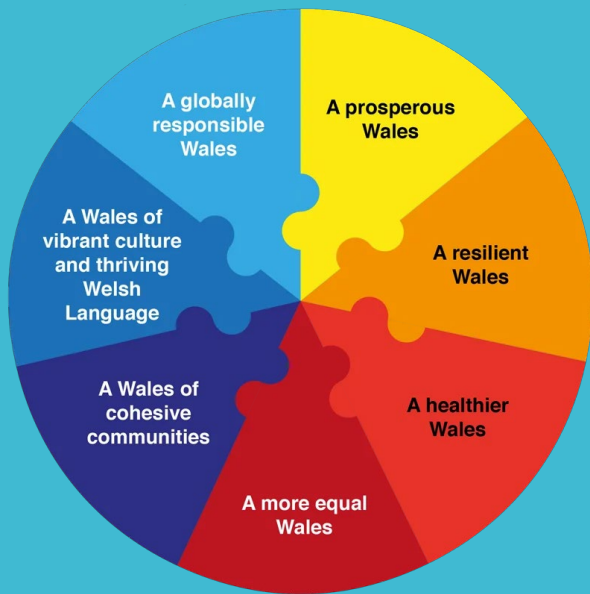 A globally
responsible
Wales
A prosperous
Wales
A resilient
Wales
A healthier
Wales
A more equal
Wales
A Wales of
cohesive
communities
A Wales of
vibrant culture
and thriving
Welsh
Language